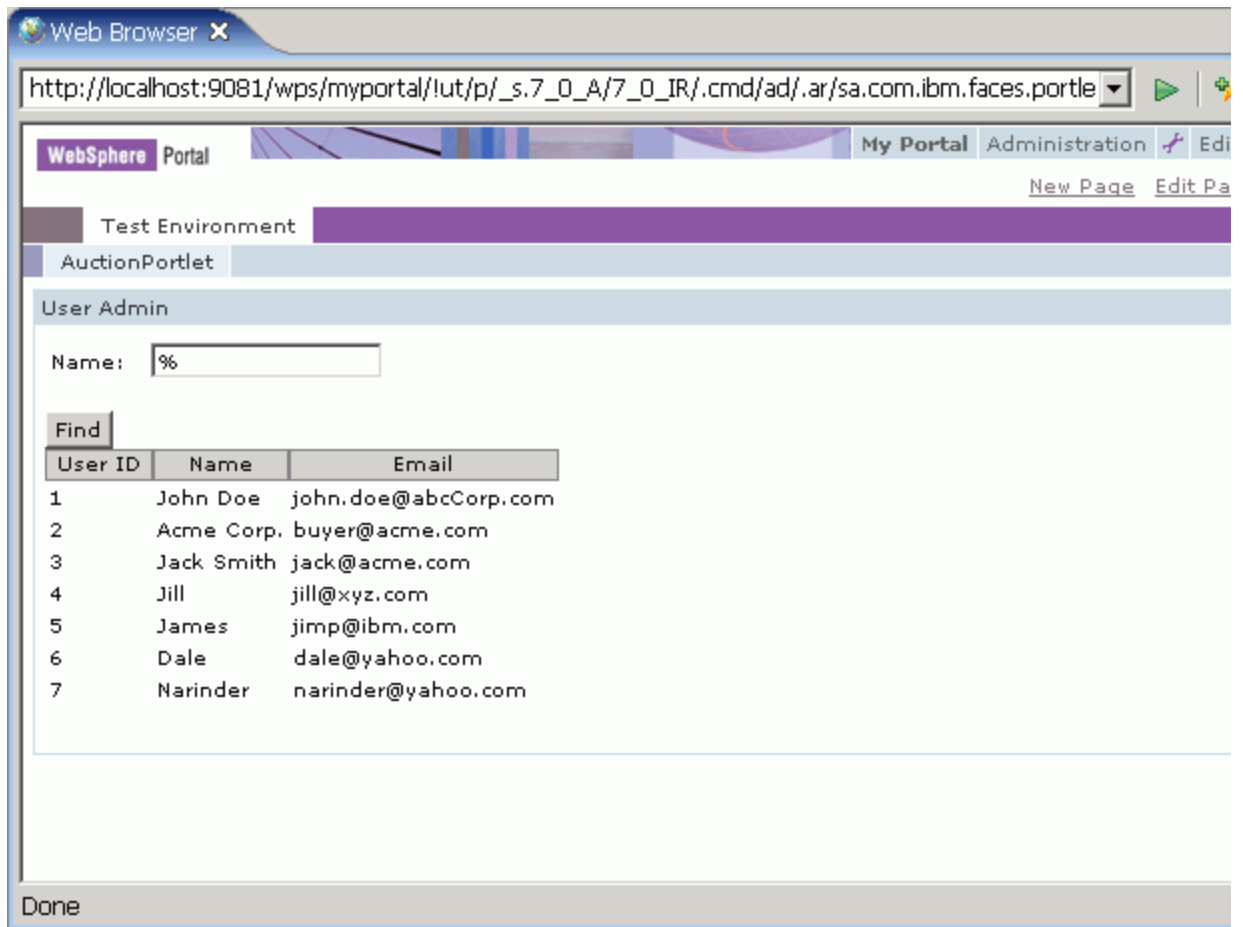 Web Browser
http://localhost:9081/wps/myportal/!ut/p/_s.7_0_A/7_0_IR/.cmd/ad/.ar/sa.com.ibm.faces.portle
WebSphere Portal My Portal Administration Edi
New Page Edit Pa
Test Environment
AuctionPortlet
User Admin
Name: %
Find
User ID Name Email
1 John Doe john.doe@abcCorp.com
2 Acme Corp. buyer@acme.com
3 Jack Smith jack@acme.com
4 Jill jill@xyz.com
5 James jimp@ibm.com
6 Dale dale@yahoo.com
7 Narinder narinder@yahoo.com
Done